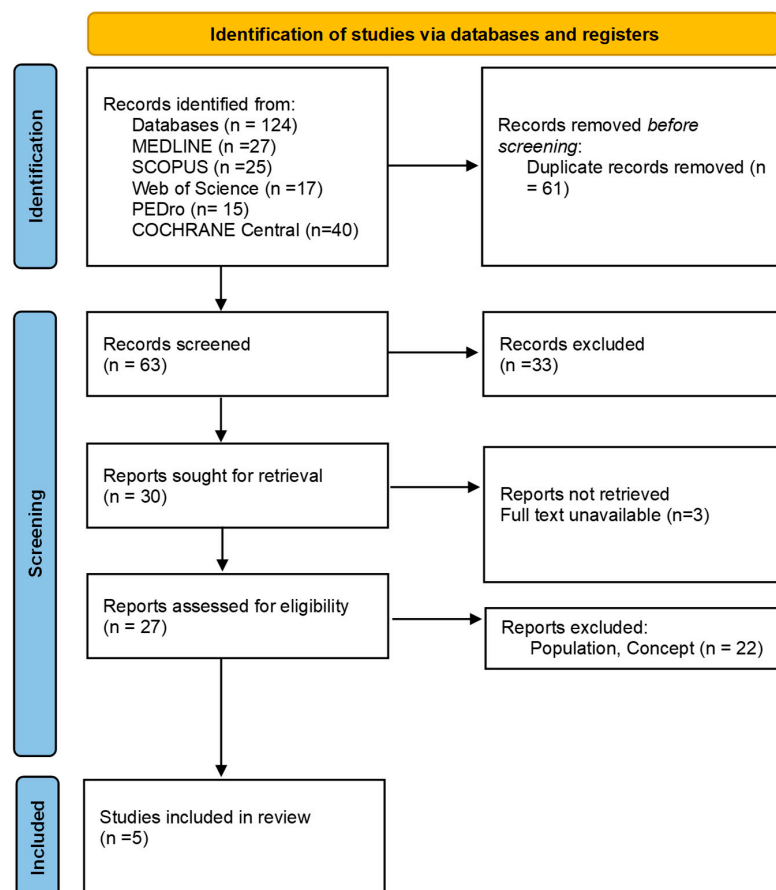 Identification of studies via databases and registers
Identification
Records identified from:
Databases (n = 124)
MEDLINE (n =27)
SCOPUS (n =25)
Web of Science (n =17)
PEDro (n= 15)
COCHRANE Central (n=40)
Records removed before
screening:
Duplicate records removed (n
= 61)
Screening
Records screened
(n = 63)
Records excluded
(n =33)
Reports sought for retrieval
(n = 30)
Reports not retrieved
Full text unavailable (n=3)
Reports assessed for eligibility
(n = 27)
Reports excluded:
Population, Concept (n = 22)
Included
Studies included in review
(n =5)